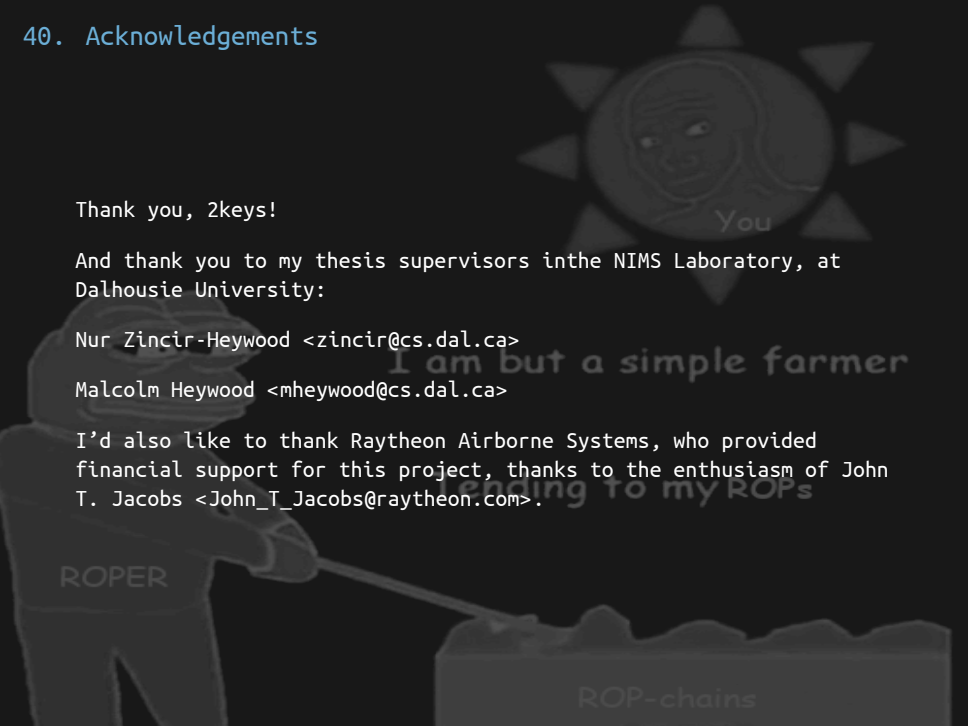 40. Acknowledgements
Thank you, 2keys!
You
And thank you to my thesis supervisors inthe NIMS Laboratory, at
Dalhousie University:
Nur Zincir-Heywood <zincir@cs.dal.ca>
I am but a simple farmer
Malcolm Heywood <mheywood@cs.dal.ca>
I’d also like to thank Raytheon Airborne Systems, who provided
financial support for this project, thanks to the enthusiasm of John
tending to my ROPs
T. Jacobs <John_T_Jacobs@raytheon.com>.
ROPER
ROP-chains